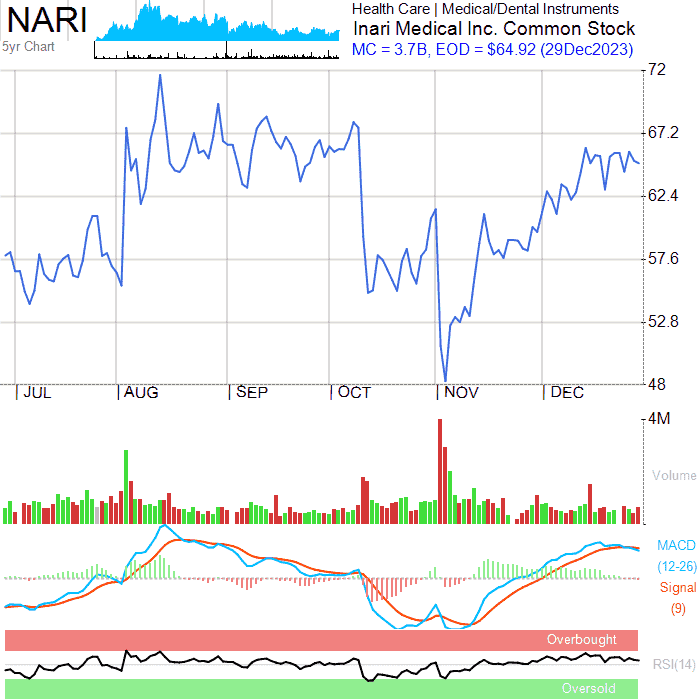 NARI
5yr Chart
Health Care | Medical/Dental Instruments
Inari Medical Inc. Common Stock
MC = 3.7B, EOD = $64.92 (29Dec2023)
72
67.2
62.4
57.6
52.8
48
JUL AUG SEP OCT NOV DEC
4M
Volume
MACD
(12-26)
Signal
(9)
Overbought
RSI(14)
Oversold